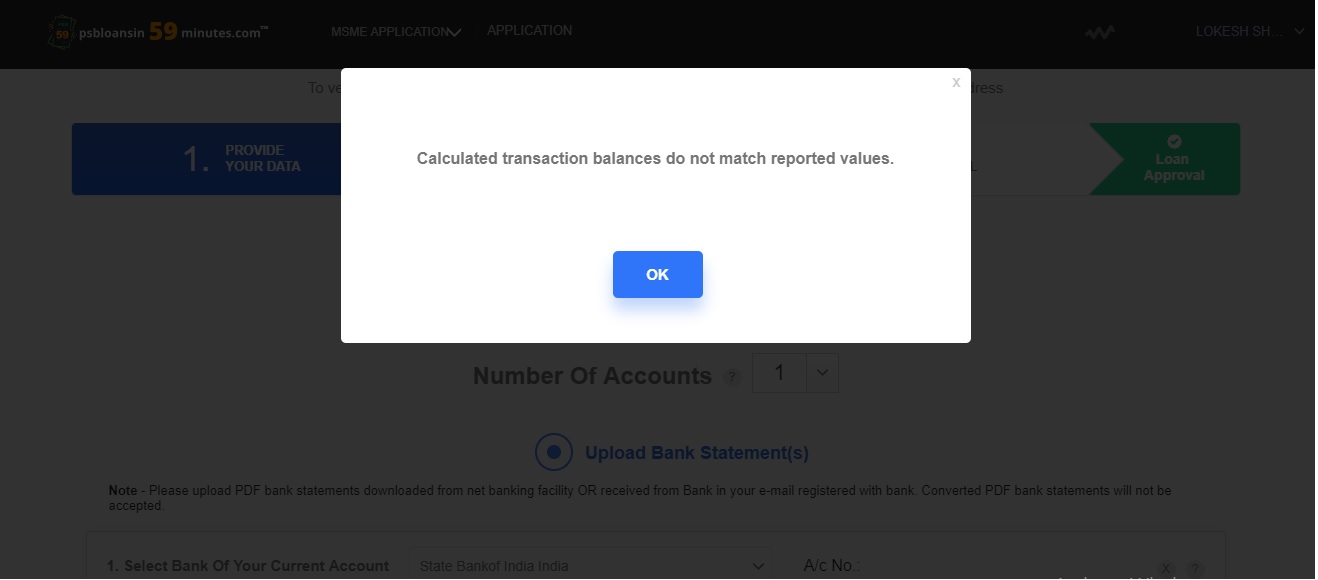 59 psbloansin 59 minutes.com™ MSME APPLICATION APPLICATION LOKESH SH...
To ve dress
x
1. PROVIDE YOUR DATA
Calculated transaction balances do not match reported values.
Loan
Approval
OK
Number Of Accounts ? 1
Upload Bank Statement(s)
Note - Please upload PDF bank statements downloaded from net banking facility OR received from Bank in your e-mail registered with bank. Converted PDF bank statements will not be
accepted.
1. Select Bank Of Your Current Account State Bankof India India A/c No.: X ?